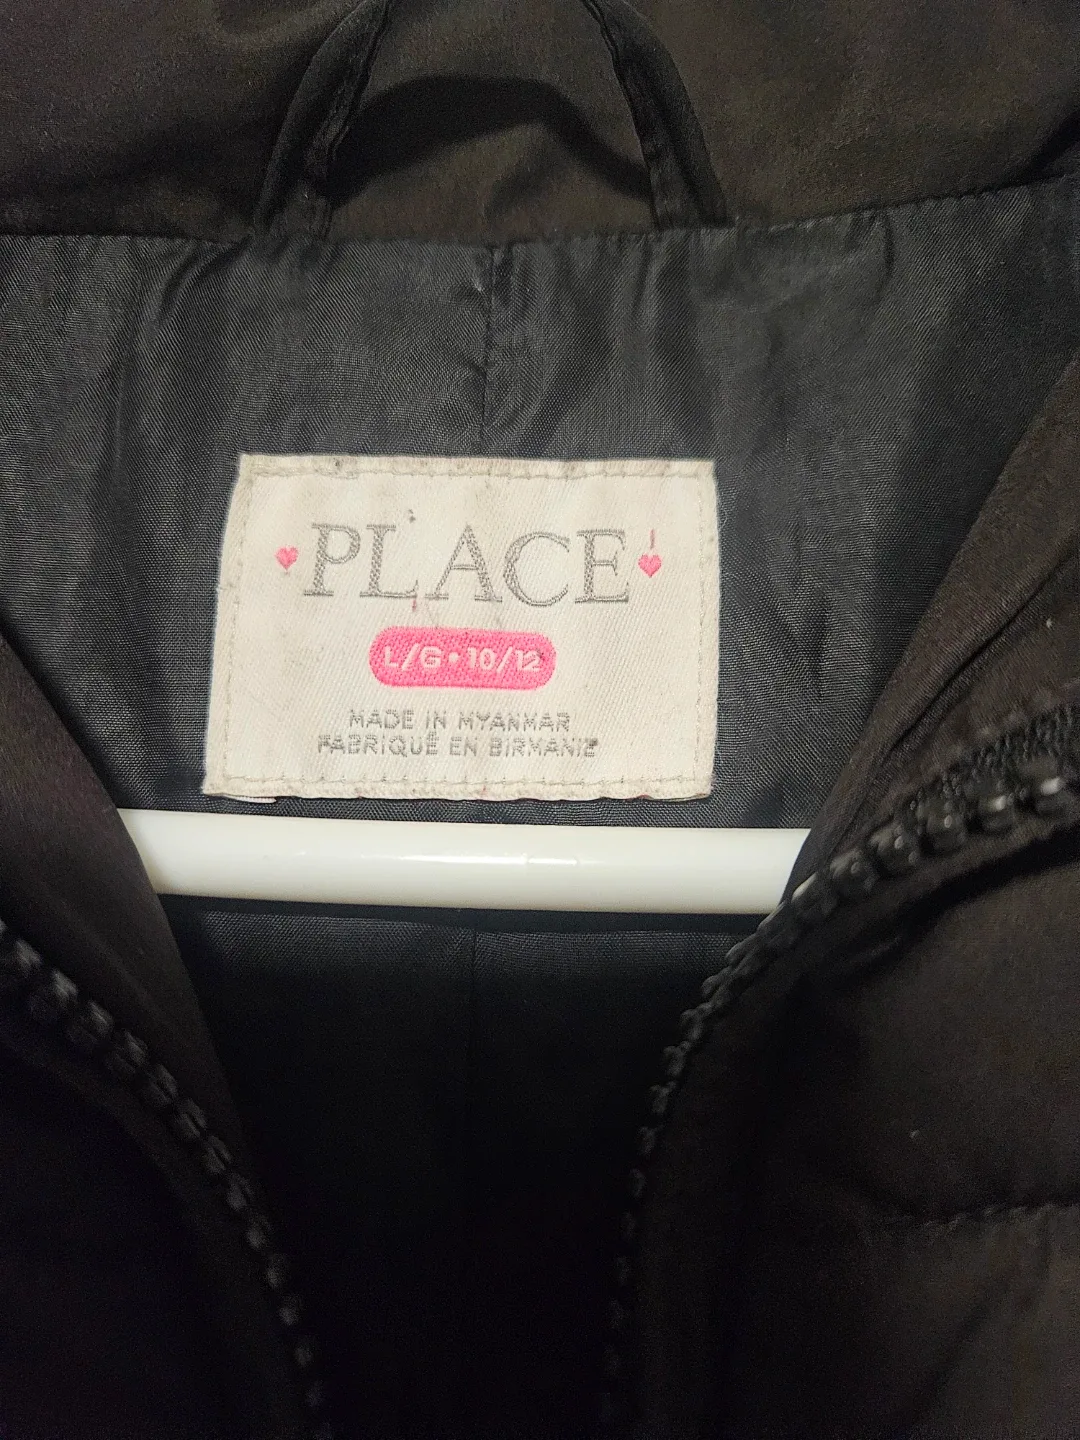 PLACE
L/G • 10/12
MADE IN MYANMAR
FABRIQUÉ EN BIRMANIE